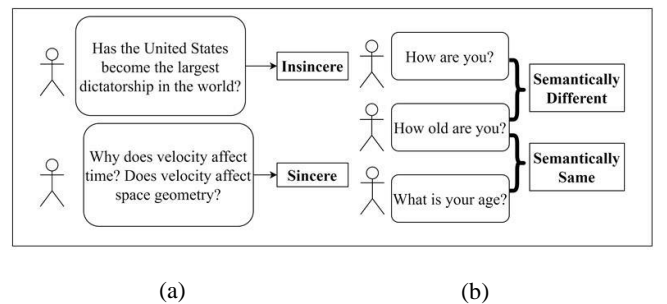 Has the United States
become the largest
dictatorship in the world?
Insincere
Why does velocity affect
time? Does velocity affect
space geometry?
Sincere
How are you?
How old are you?
What is your age?
Semantically
Different
Semantically
Same
(a)
(b)